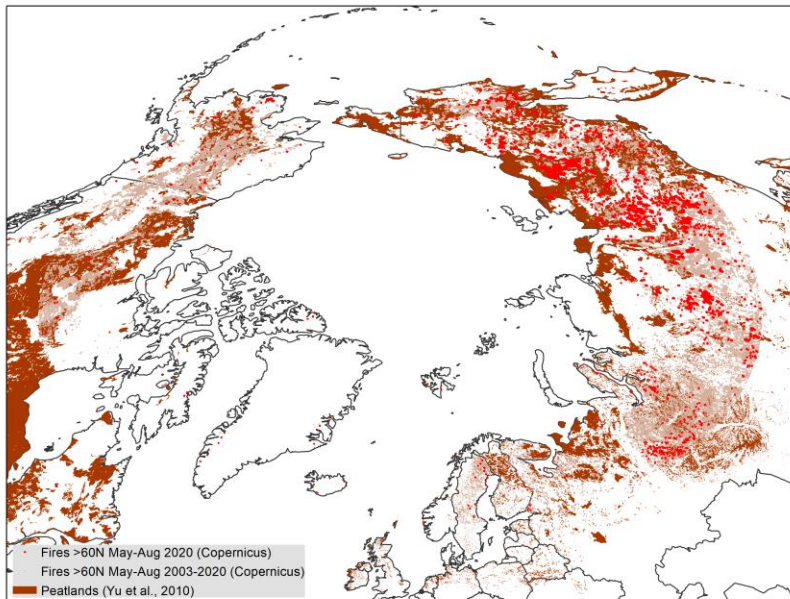 Fires >60N May-Aug 2020 (Copernicus)
Fires >60N May-Aug 2003-2020 (Copernicus)
Peatlands (Yu et al., 2010)